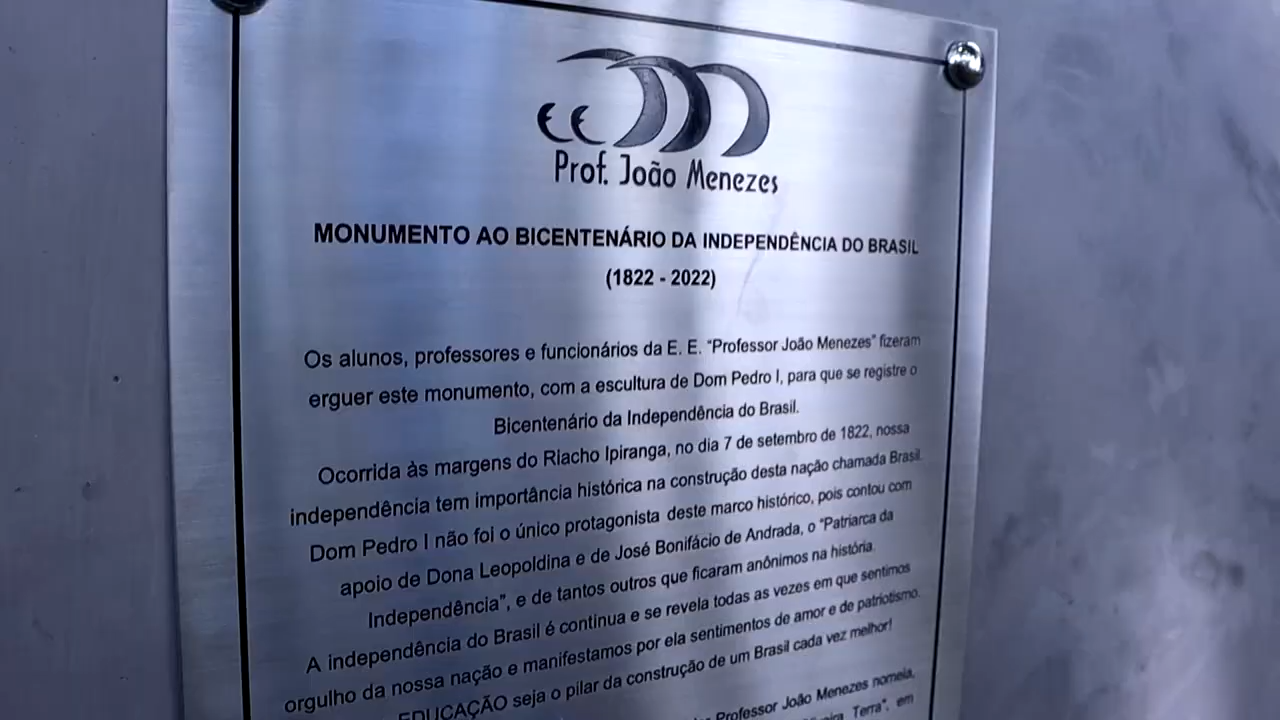 EE
Prof. João Menezes
MONUMENTO AO BICENTENÁRIO DA INDEPENDÊNCIA DO BRASIL
(1822 - 2022)
Os alunos, professores e funcionários da E. E. "Professor João Menezes" fizeram
erguer este monumento, com a escultura de Dom Pedro I, para que se registre o
Bicentenário da Independência do Brasil.
Ocorrida às margens do Riacho Ipiranga, no dia 7 de setembro de 1822, nossa
independência tem importância histórica na construção desta nação chamada Brasil.
Dom Pedro I não foi o único protagonista deste marco histórico, pois contou com
apoio de Dona Leopoldina e de José Bonifácio de Andrada, o "Patriarca da
Independência", e de tantos outros que ficaram anônimos na história.
A independência do Brasil é continua e se revela todas as vezes em que sentimos
orgulho da nossa nação e manifestamos por ela sentimentos de amor e de patriotismo.
EDUCAÇÃO seja o pilar da construção de um Brasil cada vez melhor!
Professor João Menezes nomeia,
Terra", em